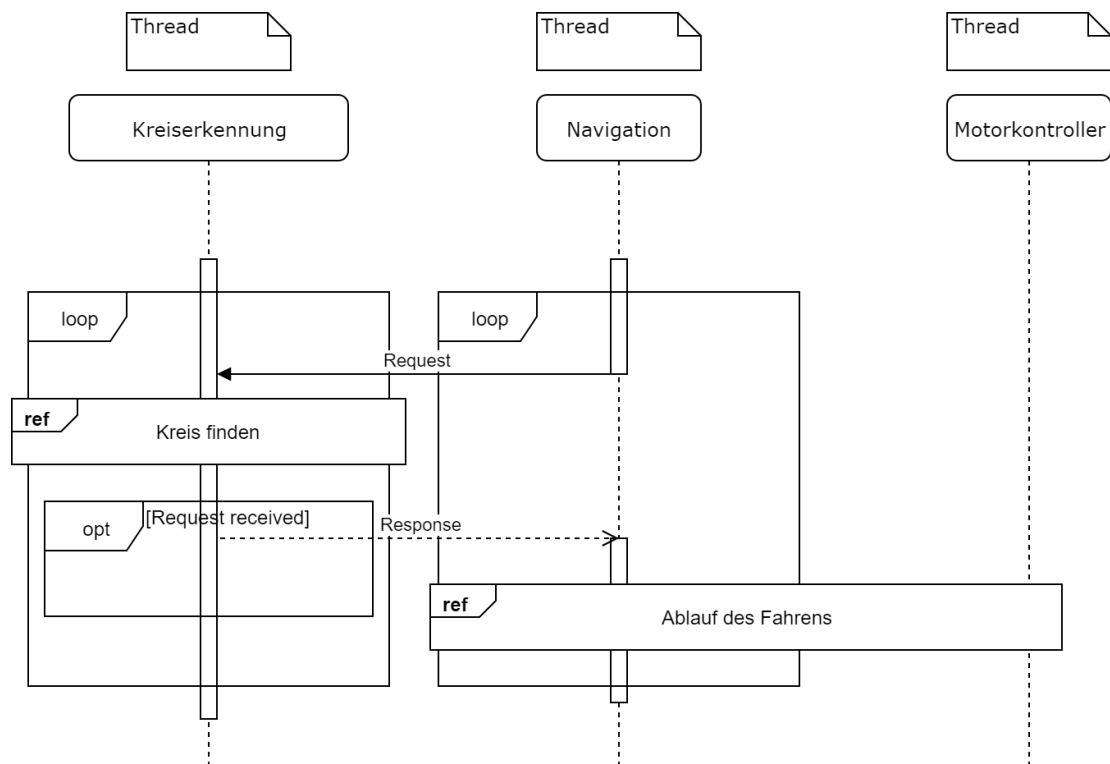 Thread
Thread
Thread
Kreiserkennung
Navigation
Motorkontroller
loop
loop
Request
ref
Kreis finden
opt
[Request received]
Response
ref
Ablauf des Fahrens